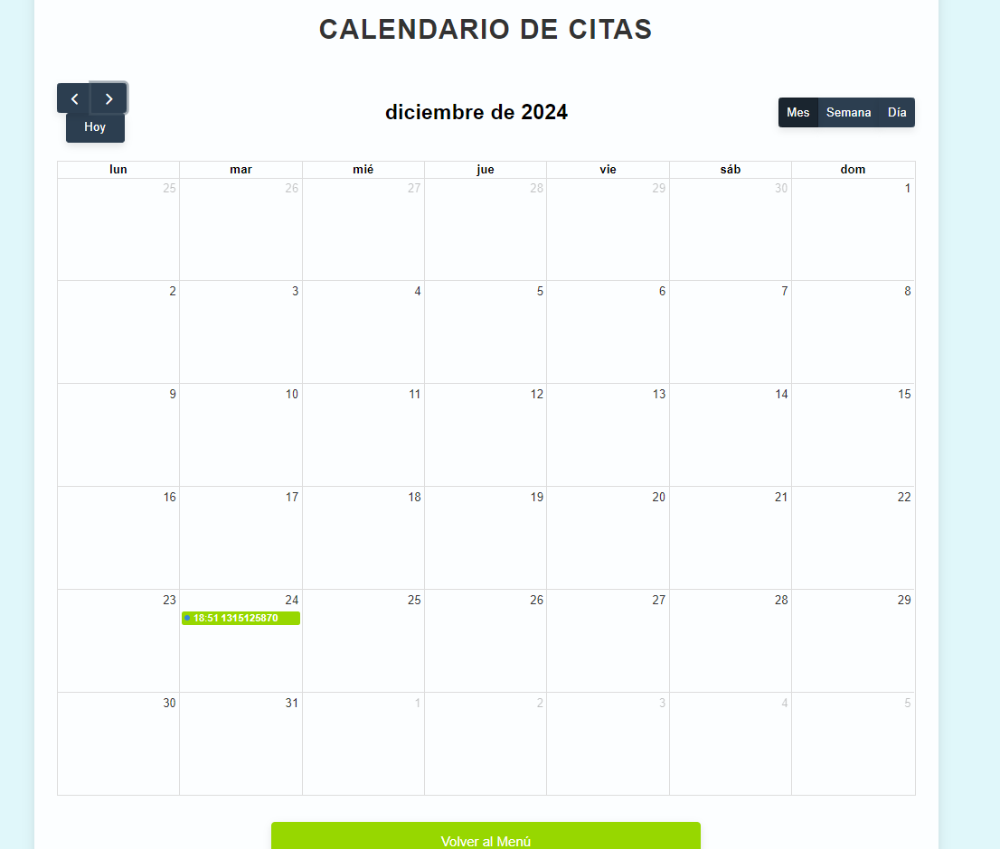 CALENDARIO DE CITAS
Hoy
diciembre de 2024
Mes Semana Día
lun mar mié jue vie sáb dom
25 26 27 28 29 30 1
2 3 4 5 6 7 8
9 10 11 12 13 14 15
16 17 18 19 20 21 22
23 24 25 26 27 28 29
18:51 1315125870
30 31 1 2 3 4 5
Volver al Menú